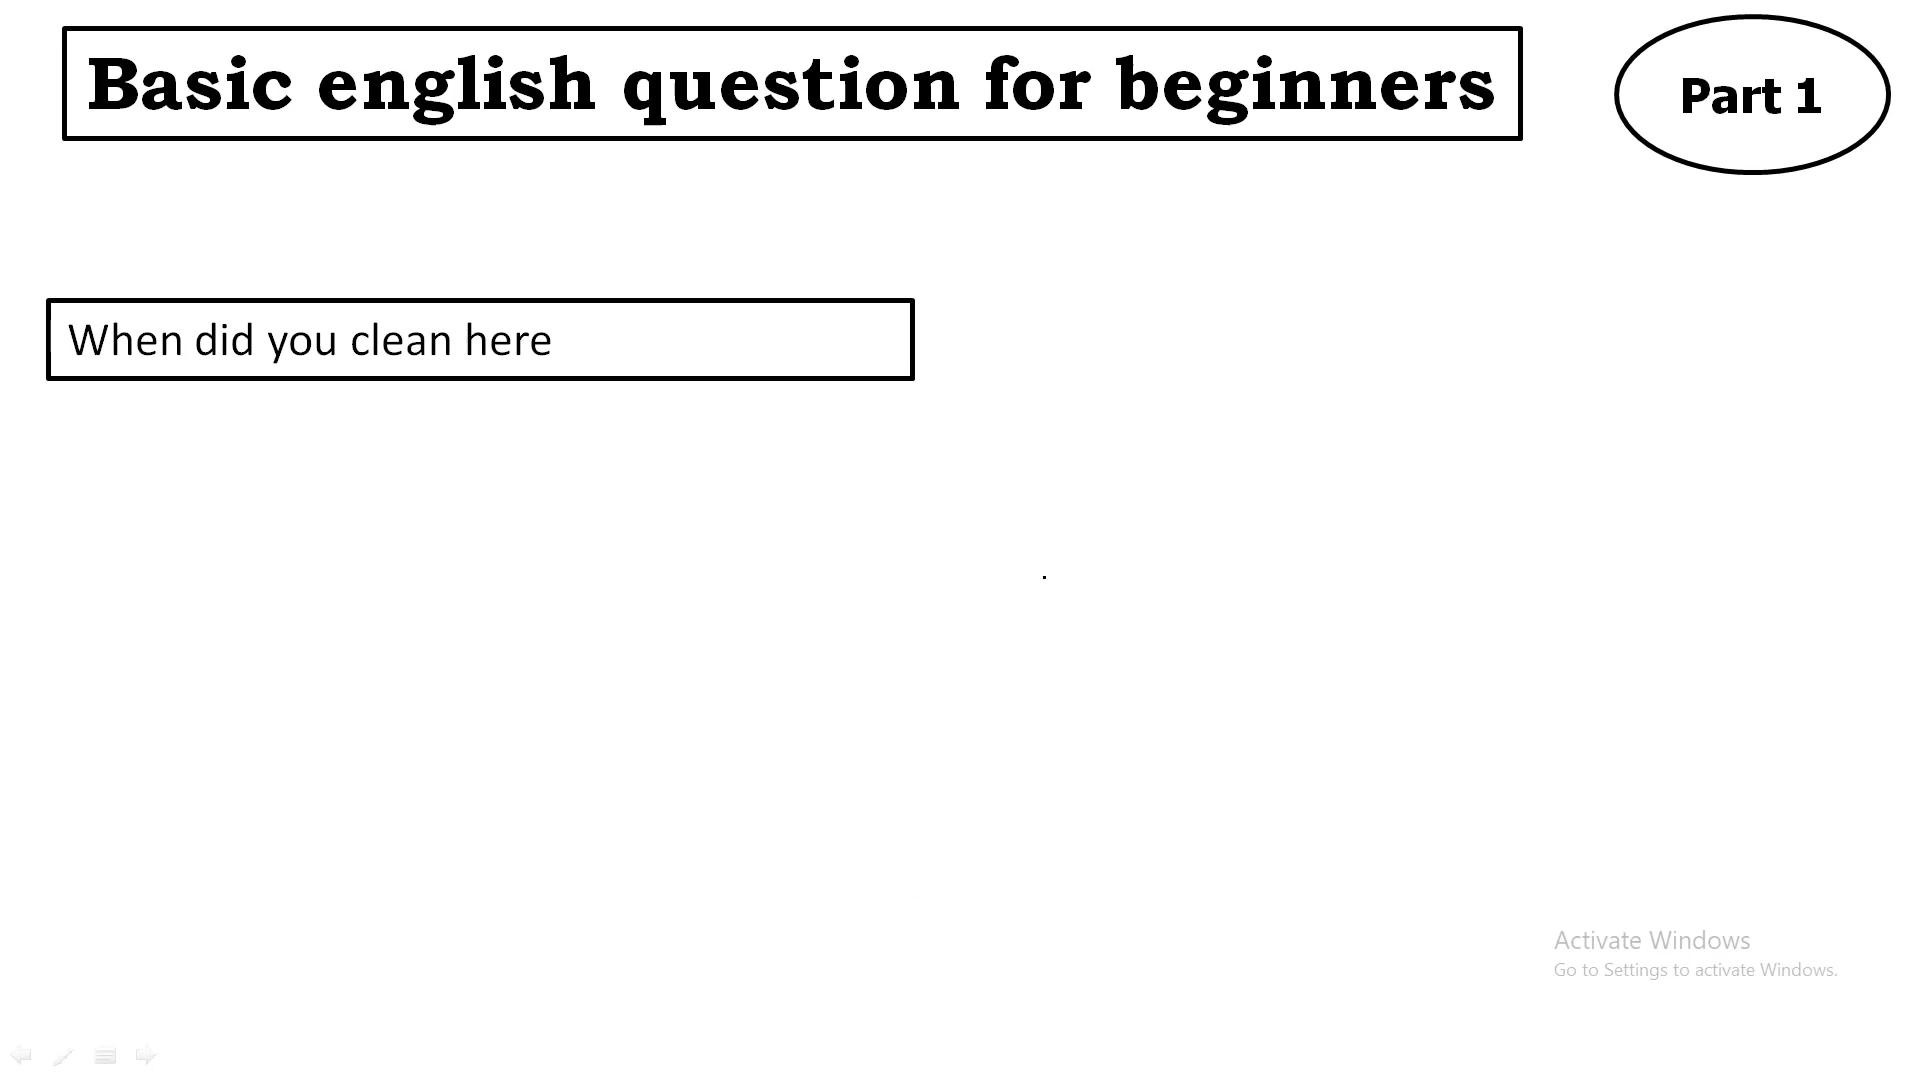 Basic english question for beginners
Part 1
When did you clean here
Activate Windows
Go to Settings to activate Windows.